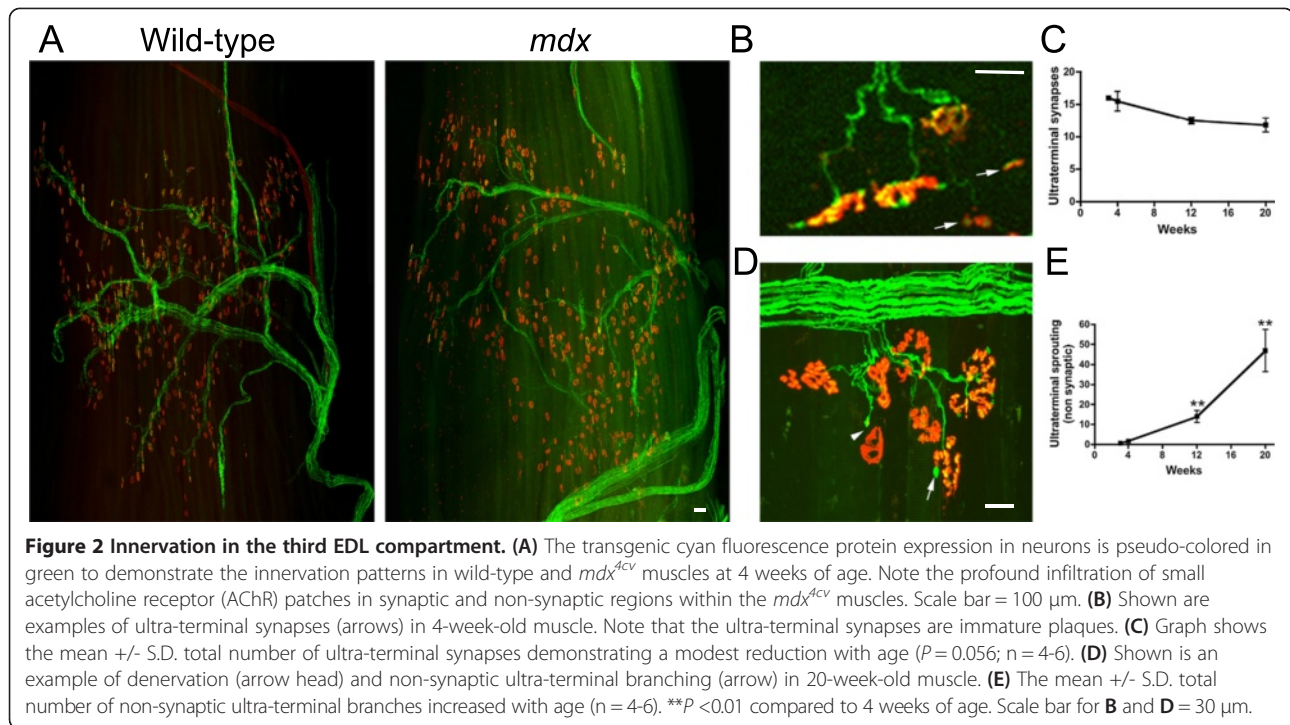 A Wild-type mdx B C
20
15
10
5
0
Ultraterminal synapses
0 4 8 12 16 20
Weeks
D E
60
50
40
30
20
10
0
Ultraterminal sprouting
(non synaptic)
**
**
0 4 8 12 16 20
Weeks
Figure 2 Innervation in the third EDL compartment. (A) The transgenic cyan fluorescence protein expression in neurons is pseudo-colored in
green to demonstrate the innervation patterns in wild-type and mdx4cv muscles at 4 weeks of age. Note the profound infiltration of small
acetylcholine receptor (AChR) patches in synaptic and non-synaptic regions within the mdx4cv muscles. Scale bar = 100 μm. (B) Shown are
examples of ultra-terminal synapses (arrows) in 4-week-old muscle. Note that the ultra-terminal synapses are immature plaques. (C) Graph shows
the mean +/- S.D. total number of ultra-terminal synapses demonstrating a modest reduction with age (P = 0.056; n = 4-6). (D) Shown is an
example of denervation (arrow head) and non-synaptic ultra-terminal branching (arrow) in 20-week-old muscle. (E) The mean +/- S.D. total
number of non-synaptic ultra-terminal branches increased with age (n = 4-6). **P <0.01 compared to 4 weeks of age. Scale bar for B and D = 30 μm.